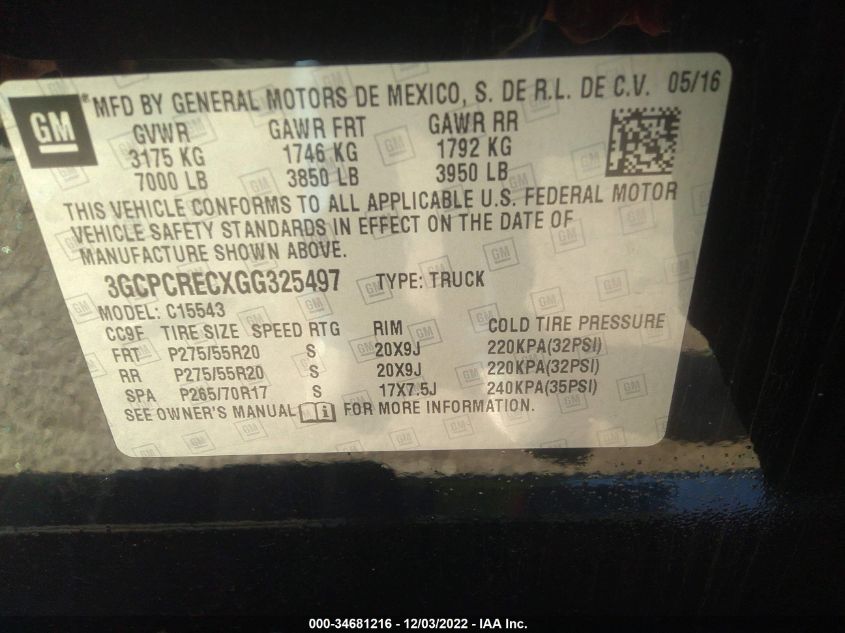 GM ® MFD BY GENERAL MOTORS DE MEXICO, S. DE R.L. DE C.V. 05/16
GVWR GAWR FRT GAWR RR
3175 KG 1746 KG 1792 KG
7000 LB 3850 LB 3950 LB
THIS VEHICLE CONFORMS TO ALL APPLICABLE U.S. FEDERAL MOTOR
VEHICLE SAFETY STANDARDS IN EFFECT ON THE DATE OF
MANUFACTURE SHOWN ABOVE.
3GCPCRECXGG325497 TYPE: TRUCK
MODEL: C15543
CC9F TIRE SIZE SPEED RTG RIM COLD TIRE PRESSURE
FRT P275/55R20 S 20X9J 220KPA(32PSI)
RR P275/55R20 S 20X9J 220KPA(32PSI)
SPA P265/70R17 S 17X7.5J 240KPA(35PSI)
SEE OWNER'S MANUAL FOR MORE INFORMATION.
000-34681216 - 12/03/2022 - IAA Inc.